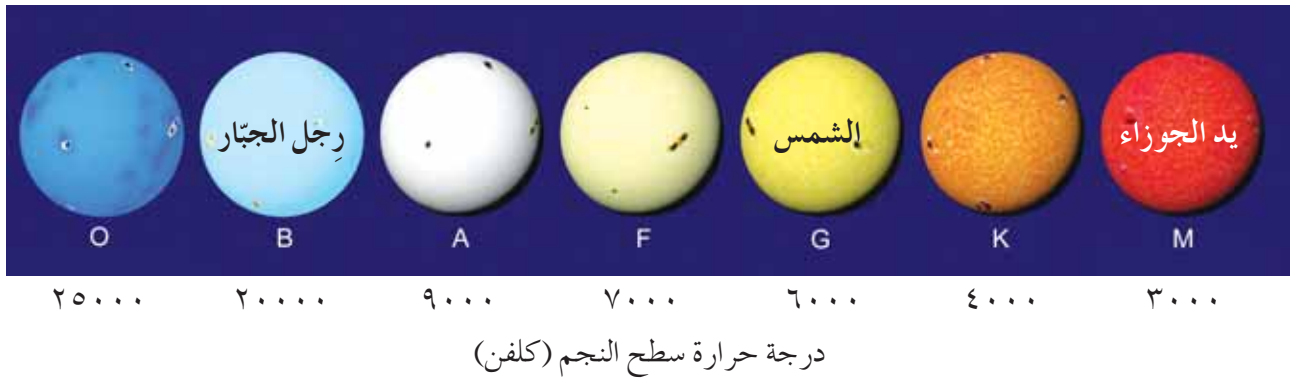 رِجل الجبّار الشمس يد الجوزاء
O B A F G K M
٢٥٠٠٠ ٢٠٠٠٠ ٩٠٠٠ ٧٠٠٠ ٦٠٠٠ ٤٠٠٠ ٣٠٠٠
درجة حرارة سطح النجم (كلفن)